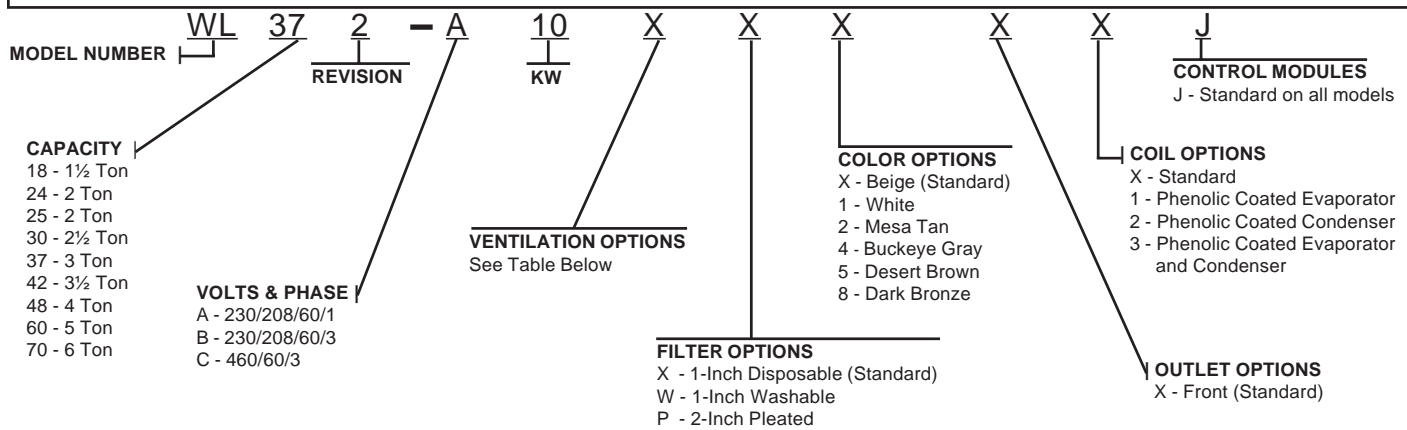 WL 37 2 – A 10 X X X X X J
MODEL NUMBER
REVISION
KW
CONTROL MODULES
J - Standard on all models
CAPACITY
18 - 1½ Ton
24 - 2 Ton
25 - 2 Ton
30 - 2½ Ton
37 - 3 Ton
42 - 3½ Ton
48 - 4 Ton
60 - 5 Ton
70 - 6 Ton
VOLTS & PHASE
A - 230/208/60/1
B - 230/208/60/3
C - 460/60/3
VENTILATION OPTIONS
See Table Below
FILTER OPTIONS
X - 1-Inch Disposable (Standard)
W - 1-Inch Washable
P - 2-Inch Pleated
COLOR OPTIONS
X - Beige (Standard)
1 - White
2 - Mesa Tan
4 - Buckeye Gray
5 - Desert Brown
8 - Dark Bronze
OUTLET OPTIONS
X - Front (Standard)
COIL OPTIONS
X - Standard
1 - Phenolic Coated Evaporator
2 - Phenolic Coated Condenser
3 - Phenolic Coated Evaporator
and Condenser